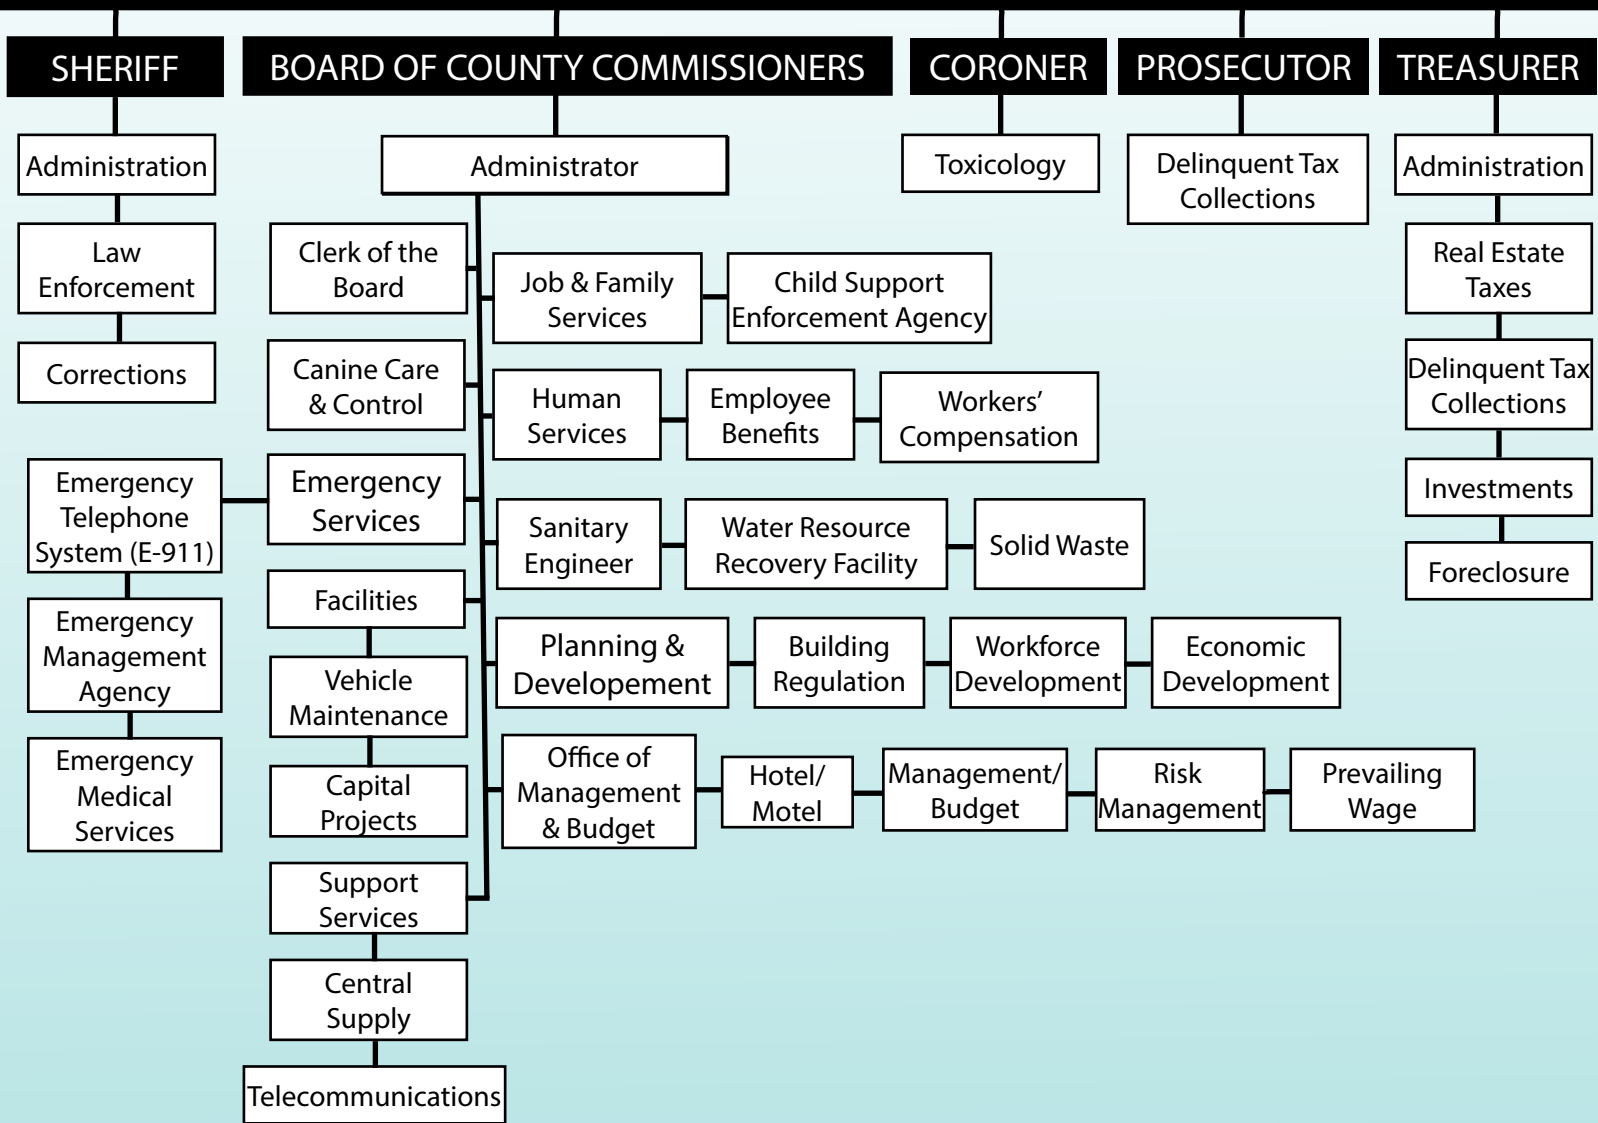 SHERIFF
BOARD OF COUNTY COMMISSIONERS
CORONER
PROSECUTOR
TREASURER
Administration
Law
Enforcement
Corrections
Administrator
Clerk of the
Board
Canine Care
& Control
Emergency
Services
Emergency
Telephone
System (E-911)
Emergency
Management
Agency
Emergency
Medical
Services
Facilities
Vehicle
Maintenance
Capital
Projects
Support
Services
Central
Supply
Telecommunications
Job & Family
Services
Child Support
Enforcement Agency
Human
Services
Employee
Benefits
Workers’
Compensation
Sanitary
Engineer
Water Resource
Recovery Facility
Solid Waste
Planning &
Developement
Building
Regulation
Workforce
Development
Economic
Development
Office of
Management
& Budget
Hotel/
Motel
Management/
Budget
Risk
Management
Prevailing
Wage
Toxicology
Delinquent Tax
Collections
Administration
Real Estate
Taxes
Delinquent Tax
Collections
Investments
Foreclosure